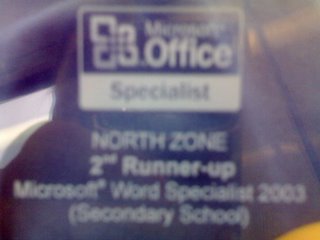 Microsoft®
Office
Specialist
NORTH ZONE
2nd Runner-up
Microsoft® Word Specialist 2003
(Secondary School)